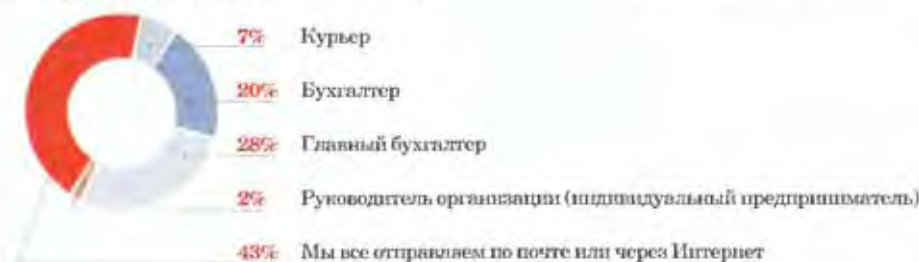 7% Курьер
20% Бухгалтер
28% Главный бухгалтер
2% Руководитель организации (индивидуальный предприниматель)
43% Мы все отправляем по почте или через Интернет